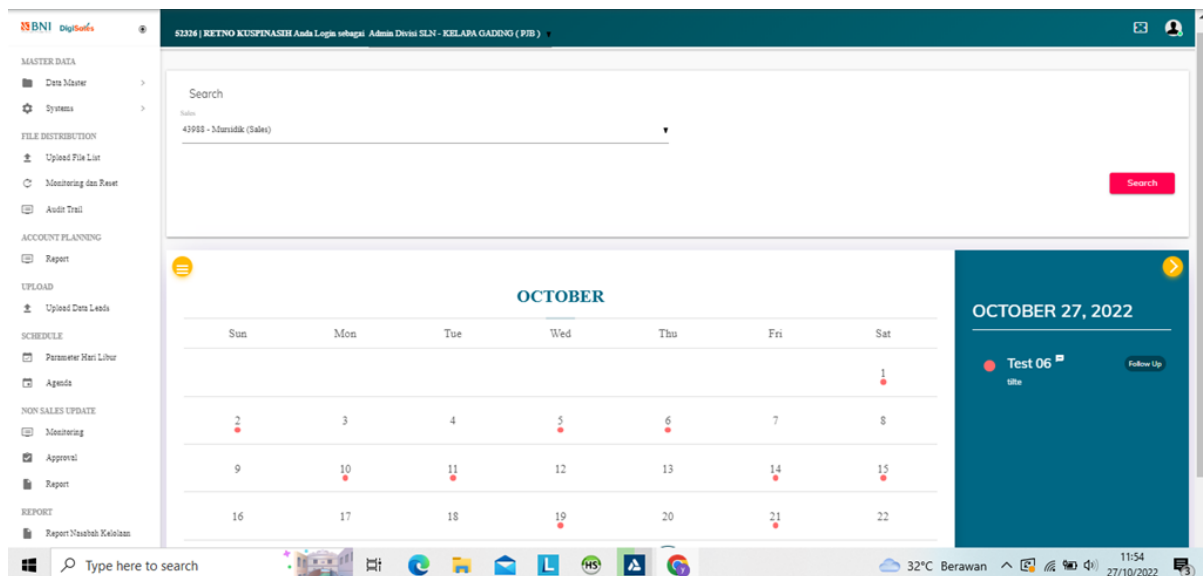 BNI DigiSales
52326 | RETNO KUSPINASIH Anda Login sebagai Admin Divisi SLN - KELAPA GADING ( PJB )
MASTER DATA
Data Master
Systems
FILE DISTRIBUTION
Upload File List
Monitoring dan Reset
Audit Trail
ACCOUNT PLANNING
Report
UPLOAD
Upload Data Leads
SCHEDULE
Parameter Hari Libur
Agenda
NON SALES UPDATE
Monitoring
Approval
Report
REPORT
Report Nasabah Kelolaan
Search
Sales
43988 - Mursidik (Sales)
Search
OCTOBER
Sun Mon Tue Wed Thu Fri Sat
1
2 3 4 5 6 7 8
9 10 11 12 13 14 15
16 17 18 19 20 21 22
OCTOBER 27, 2022
Test 06 Follow Up
tilte
Type here to search
L HS
32°C Berawan
11:54
27/10/2022
3